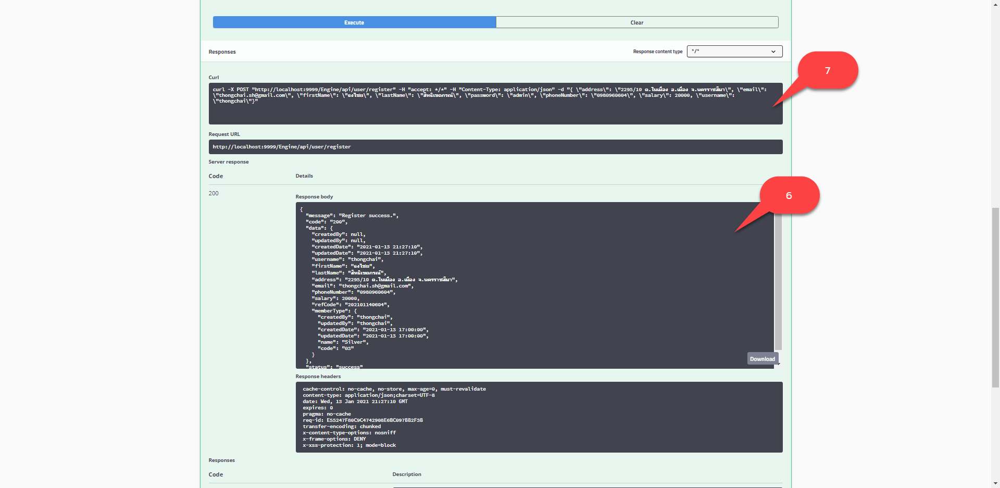 Execute
Clear
Responses
Response content type
*/*
7
Curl
curl -X POST "http://localhost:9999/Engine/api/user/register" -H "accept: */*" -H "Content-Type: application/json" -d "{ \"address\": \"2295/10 ต.ในเมือง อ.เมือง จ.นครราชสีมา\", \"email\":
\"thongchai.sh@gmail.com\", \"firstName\": \"ธงไชย\", \"lastName\": \"สิทธิเขตกรณ์\", \"password\": \"admin\", \"phoneNumber\": \"0980960604\", \"salary\": 20000, \"username\":
\"thongchai\"}"
Request URL
http://localhost:9999/Engine/api/user/register
Server response
Code
Details
200
6
Response body
{
"message": "Register success.",
"code": "200",
"data": {
"createdBy": null,
"updatedBy": null,
"createdDate": "2021-01-13 21:27:10",
"updatedDate": "2021-01-13 21:27:10",
"username": "thongchai",
"firstName": "ธงไชย",
"lastName": "สิทธิเขตกรณ์",
"address": "2295/10 ต.ในเมือง อ.เมือง จ.นครราชสีมา",
"email": "thongchai.sh@gmail.com",
"phoneNumber": "0980960604",
"salary": 20000,
"refCode": "202101140604",
"memberType": {
"createdBy": "thongchai",
"updatedBy": "thongchai",
"createdDate": "2021-01-13 17:00:00",
"updatedDate": "2021-01-13 17:00:00",
"name": "Silver",
"code": "03"
}
},
"status": "success"
Download
Response headers
cache-control: no-cache, no-store, max-age=0, must-revalidate
content-type: application/json;charset=UTF-8
date: Wed, 13 Jan 2021 21:27:10 GMT
expires: 0
pragma: no-cache
req-id: E55247F80C9C4742908E6BC097BB2F3B
transfer-encoding: chunked
x-content-type-options: nosniff
x-frame-options: DENY
x-xss-protection: 1; mode=block
Responses
Code
Description